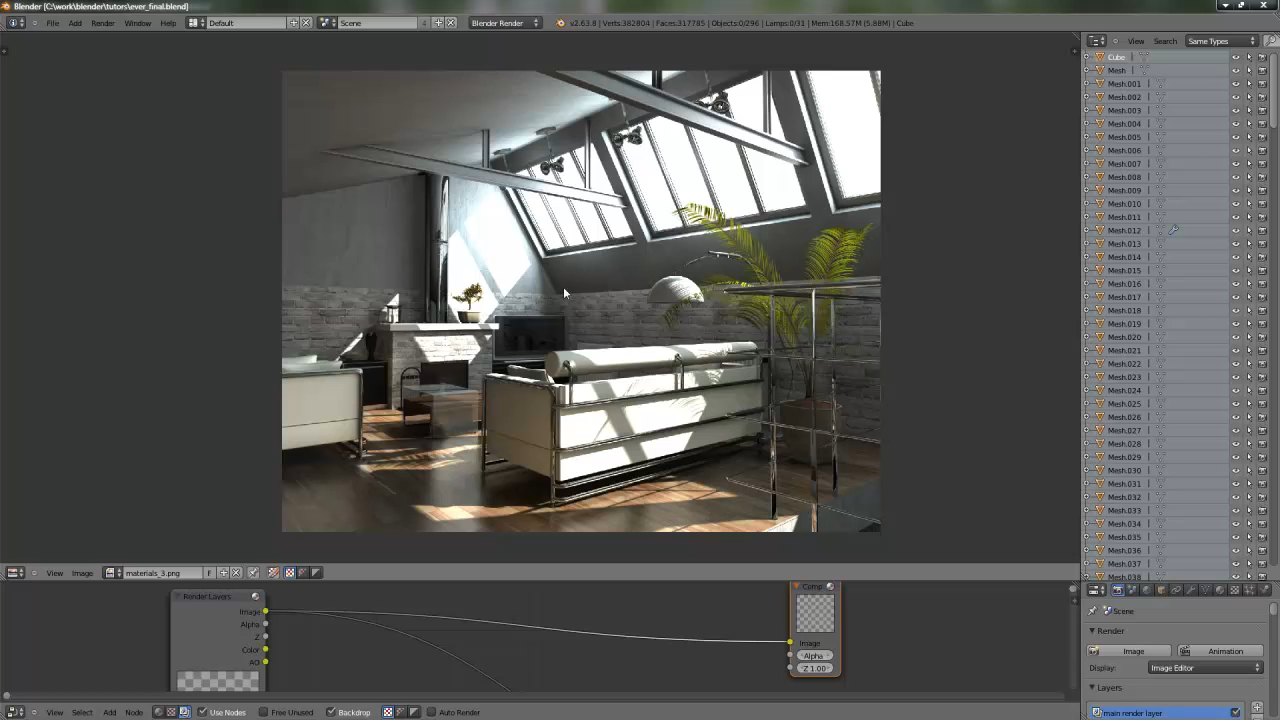 Blender [C:\work\blender\tutors\ever_final.blend]
File Add Render Window Help Default Scene 4 Blender Render v2.63.8 | Verts:382804 | Faces:317785 | Objects:0/296 | Lamps:0/31 | Mem:168.57M (5.88M) | Cube
View Search Same Types
Cube
Mesh
Mesh.001
Mesh.002
Mesh.003
Mesh.004
Mesh.005
Mesh.006
Mesh.007
Mesh.008
Mesh.009
Mesh.010
Mesh.011
Mesh.012
Mesh.013
Mesh.014
Mesh.015
Mesh.016
Mesh.017
Mesh.018
Mesh.019
Mesh.020
Mesh.021
Mesh.022
Mesh.023
Mesh.024
Mesh.025
Mesh.026
Mesh.027
Mesh.028
Mesh.029
Mesh.030
Mesh.031
Mesh.032
Mesh.033
Mesh.034
Mesh.035
Mesh.036
Mesh.037
Mesh.038
View Image materials_3.png F
Render Layers
Image
Alpha
Z
Color
AO
Comp
Image
Alpha
Z 1.00
Scene
Render
Image Animation
Display: Image Editor
Layers
main render layer
View Select Add Node Use Nodes Free Unused Backdrop Auto Render